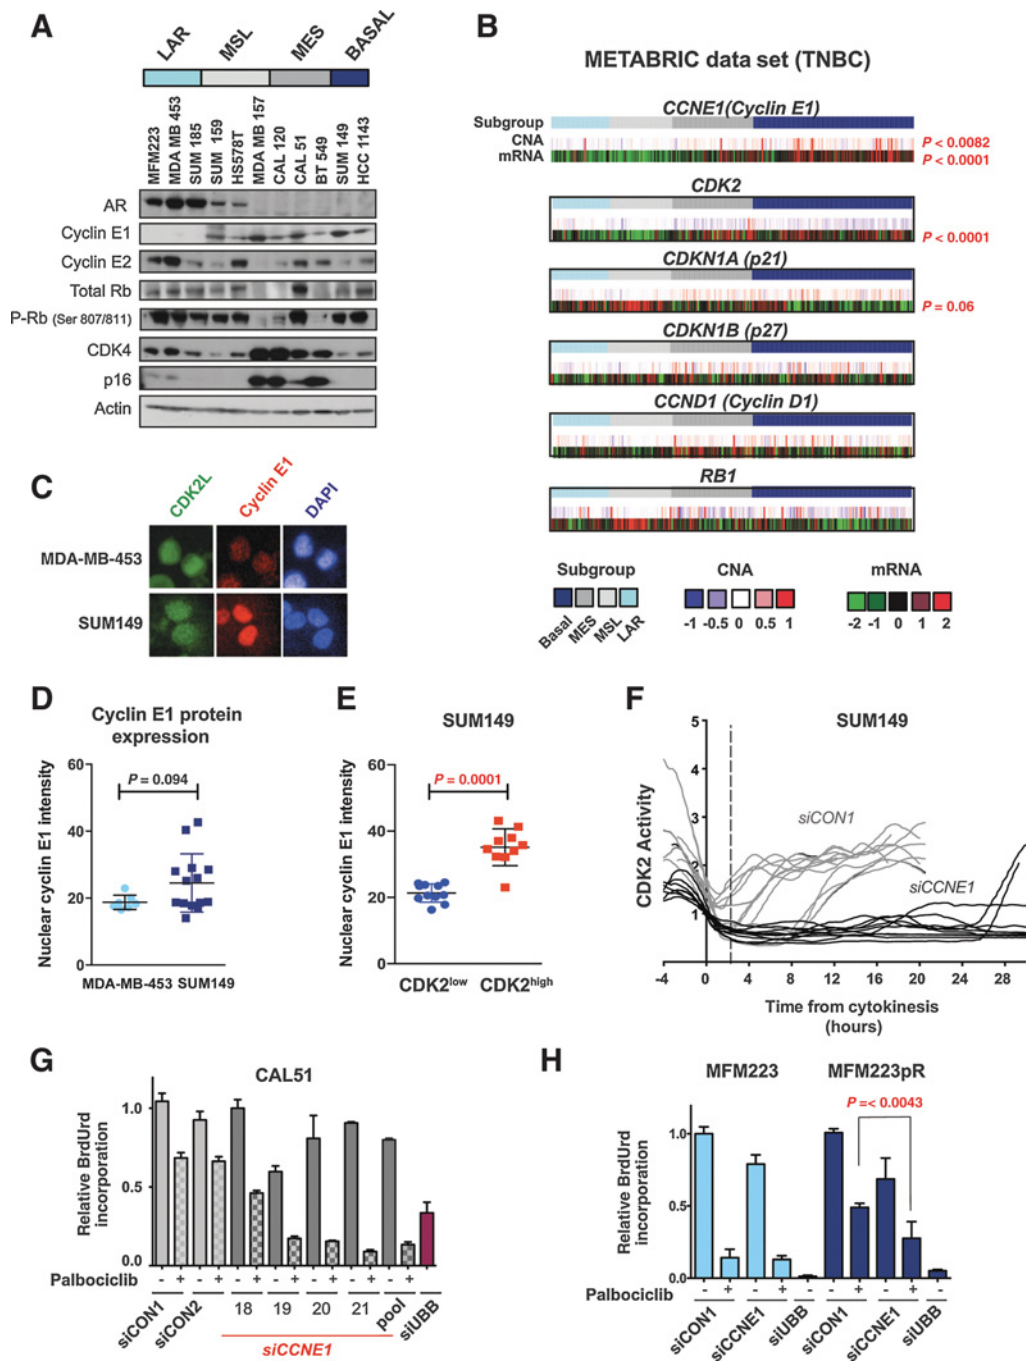 A
LAR
MSL
MES
BASAL
MFM223
MDA MB 453
SUM 185
SUM 159
HS578T
MDA MB 157
CAL 120
CAL 51
BT 549
SUM 149
HCC 1143
AR
Cyclin E1
Cyclin E2
Total Rb
P-Rb (Ser 807/811)
CDK4
p16
Actin
B
METABRIC data set (TNBC)
CCNE1(Cyclin E1)
Subgroup
CNA
mRNA
P < 0.0082
P < 0.0001
CDK2
P < 0.0001
CDKN1A (p21)
P = 0.06
CDKN1B (p27)
CCND1 (Cyclin D1)
RB1
Subgroup
Basal MES MSL LAR
CNA
-1 -0.5 0 0.5 1
mRNA
-2 -1 0 1 2
C
CDK2L
Cyclin E1
DAPI
MDA-MB-453
SUM149
D
Cyclin E1 protein
expression
Nuclear cyclin E1 intensity
60
40
20
0
P = 0.094
MDA-MB-453 SUM149
E
SUM149
Nuclear cyclin E1 intensity
60
40
20
0
P = 0.0001
CDK2low CDK2high
F
SUM149
CDK2 Activity
5
4
3
2
1
siCON1
siCCNE1
-4 0 4 8 12 16 20 24 28
Time from cytokinesis
(hours)
G
CAL51
Relative BrdUrd
incorporation
1.0
0.5
0.0
Palbociclib - + - + - + - + - + - + - + -
siCON1 siCON2 18 19 20 21 pool siUBB
siCCNE1
H
MFM223 MFM223pR
P =< 0.0043
Relative BrdUrd
incorporation
1.0
0.5
0.0
Palbociclib - + - + - - + - + -
siCON1 siCCNE1 siUBB siCON1 siCCNE1 siUBB